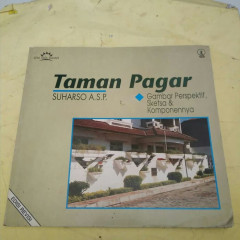 Taman Pagar
SUHARSO A.S.P.
Gambar Perspektif,
Sketsa &
Komponennya